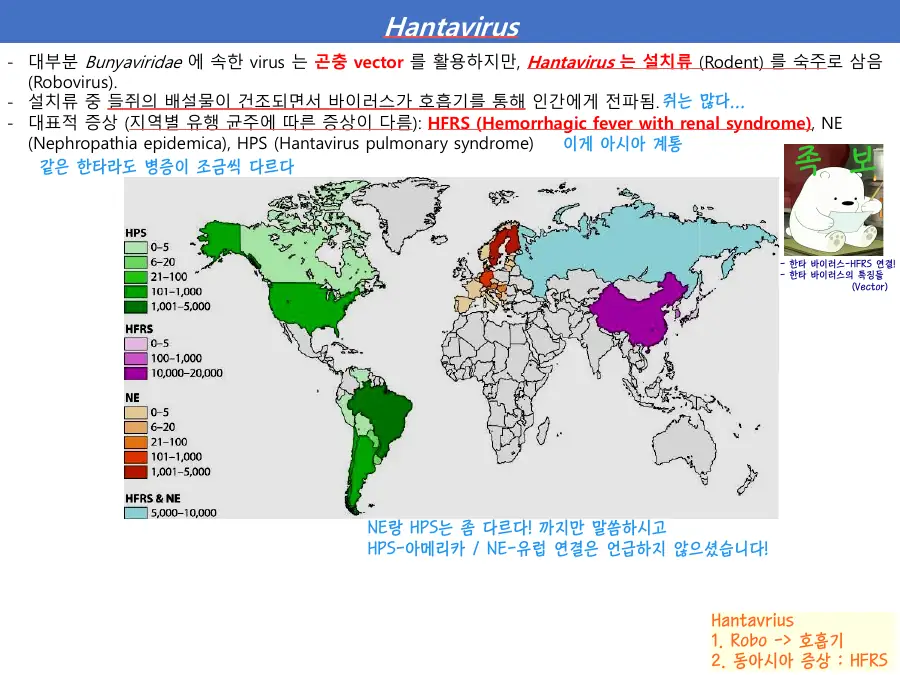 Hantavirus
- 대부분 Bunyaviridae 에 속한 virus 는 곤충 vector 를 활용하지만, Hantavirus 는 설치류 (Rodent) 를 숙주로 삼음
(Robovirus).
- 설치류 중 들쥐의 배설물이 건조되면서 바이러스가 호흡기를 통해 인간에게 전파됨. 쥐는 많다...
- 대표적 증상 (지역별 유행 균주에 따른 증상이 다름): HFRS (Hemorrhagic fever with renal syndrome), NE
(Nephropathia epidemica), HPS (Hantavirus pulmonary syndrome) 이게 아시아 계통
같은 한타라도 병증이 조금씩 다르다
족보
- 한타 바이러스-HFRS 연결!
- 한타 바이러스의 특징들
(Vector)
HPS
0–5
6–20
21–100
101–1,000
1,001–5,000
HFRS
0–5
100–1,000
10,000–20,000
NE
0–5
6–20
21–100
101–1,000
1,001–5,000
HFRS & NE
5,000–10,000
NE랑 HPS는 좀 다르다! 까지만 말씀하시고
HPS-아메리카 / NE-유럽 연결은 언급하지 않으셨습니다!
Hantavrius
1. Robo -> 호흡기
2. 동아시아 증상 : HFRS